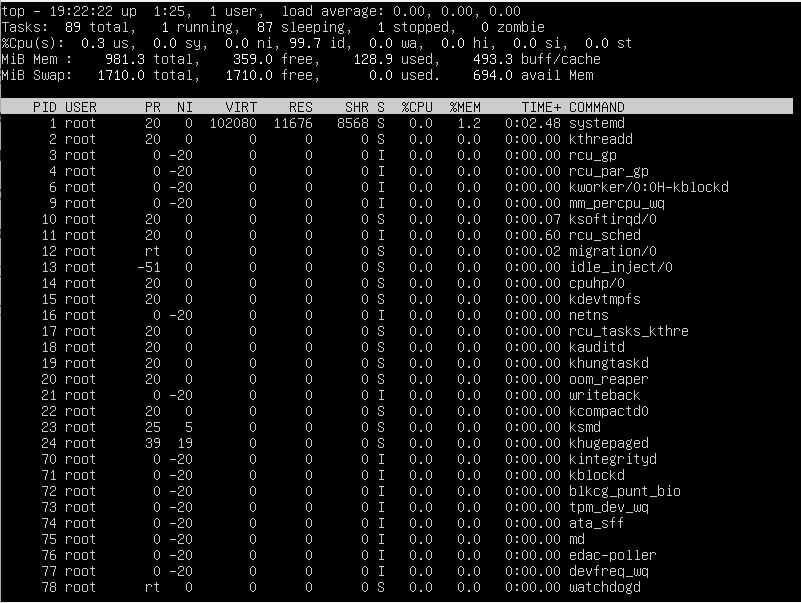 top - 19:22:22 up  1:25,  1 user,  load average: 0.00, 0.00, 0.00
Tasks:  89 total,   1 running,  87 sleeping,   1 stopped,   0 zombie
%Cpu(s):  0.3 us,  0.0 sy,  0.0 ni, 99.7 id,  0.0 wa,  0.0 hi,  0.0 si,  0.0 st
MiB Mem :    981.3 total,    359.0 free,    128.9 used,    493.3 buff/cache
MiB Swap:   1710.0 total,   1710.0 free,      0.0 used.    694.0 avail Mem
    PID USER      PR  NI    VIRT    RES    SHR S  %CPU  %MEM     TIME+ COMMAND
      1 root      20   0  102080  11676   8568 S   0.0   1.2   0:02.48 systemd
      2 root      20   0       0      0      0 S   0.0   0.0   0:00.00 kthreadd
      3 root       0 -20       0      0      0 I   0.0   0.0   0:00.00 rcu_gp
      4 root       0 -20       0      0      0 I   0.0   0.0   0:00.00 rcu_par_gp
      6 root       0 -20       0      0      0 I   0.0   0.0   0:00.00 kworker/0:0H-kblockd
      9 root       0 -20       0      0      0 I   0.0   0.0   0:00.00 mm_percpu_wq
     10 root      20   0       0      0      0 S   0.0   0.0   0:00.07 ksoftirqd/0
     11 root      20   0       0      0      0 I   0.0   0.0   0:00.60 rcu_sched
     12 root      rt   0       0      0      0 S   0.0   0.0   0:00.02 migration/0
     13 root     -51   0       0      0      0 S   0.0   0.0   0:00.00 idle_inject/0
     14 root      20   0       0      0      0 S   0.0   0.0   0:00.00 cpuhp/0
     15 root      20   0       0      0      0 S   0.0   0.0   0:00.00 kdevtmpfs
     16 root       0 -20       0      0      0 I   0.0   0.0   0:00.00 netns
     17 root      20   0       0      0      0 S   0.0   0.0   0:00.00 rcu_tasks_kthre
     18 root      20   0       0      0      0 S   0.0   0.0   0:00.00 kauditd
     19 root      20   0       0      0      0 S   0.0   0.0   0:00.00 khungtaskd
     20 root      20   0       0      0      0 S   0.0   0.0   0:00.00 oom_reaper
     21 root       0 -20       0      0      0 I   0.0   0.0   0:00.00 writeback
     22 root      20   0       0      0      0 S   0.0   0.0   0:00.00 kcompactd0
     23 root      25   5       0      0      0 S   0.0   0.0   0:00.00 ksmd
     24 root      39  19       0      0      0 S   0.0   0.0   0:00.00 khugepaged
     70 root       0 -20       0      0      0 I   0.0   0.0   0:00.00 kintegrityd
     71 root       0 -20       0      0      0 I   0.0   0.0   0:00.00 kblockd
     72 root       0 -20       0      0      0 I   0.0   0.0   0:00.00 blkcg_punt_bio
     73 root       0 -20       0      0      0 I   0.0   0.0   0:00.00 tpm_dev_wq
     74 root       0 -20       0      0      0 I   0.0   0.0   0:00.00 ata_sff
     75 root       0 -20       0      0      0 I   0.0   0.0   0:00.00 md
     76 root       0 -20       0      0      0 I   0.0   0.0   0:00.00 edac-poller
     77 root       0 -20       0      0      0 I   0.0   0.0   0:00.00 devfreq_wq
     78 root      rt   0       0      0      0 S   0.0   0.0   0:00.00 watchdogd